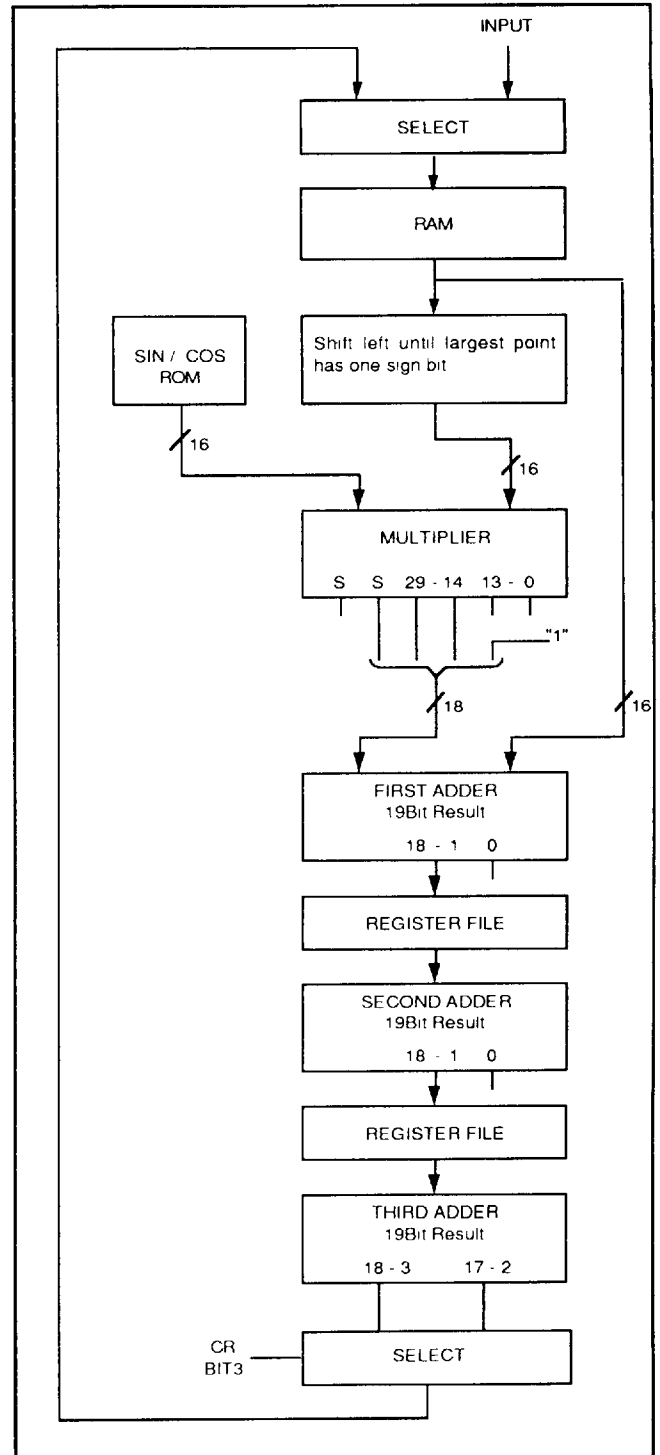 INPUT
SELECT
RAM
SIN / COS
ROM
Shift left until largest point
has one sign bit
16
16
MULTIPLIER
S S 29 - 14 13 - 0
"1"
18
16
FIRST ADDER
19Bit Result
18 - 1 0
REGISTER FILE
SECOND ADDER
19Bit Result
18 - 1 0
REGISTER FILE
THIRD ADDER
19Bit Result
18 - 3 17 - 2
CR
BIT3
SELECT